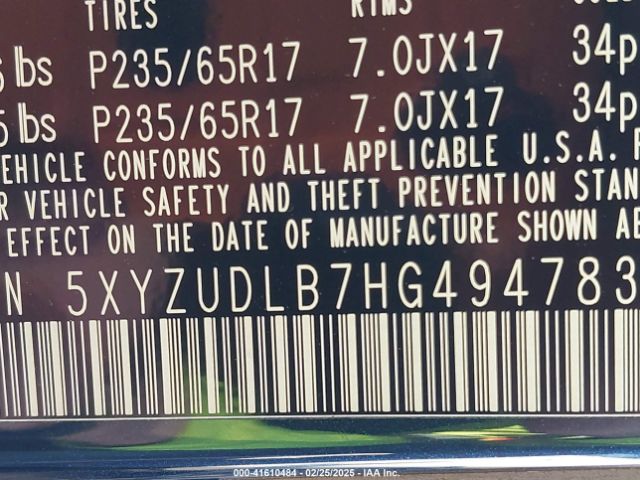 TIRES RIMS
lbs P235/65R17 7.0JX17 34p
5 lbs P235/65R17 7.0JX17 34p
EHICLE CONFORMS TO ALL APPLICABLE U.S.A.
R VEHICLE SAFETY AND THEFT PREVENTION STAN
EFFECT ON THE DATE OF MANUFACTURE SHOWN AB
N 5XYZUDLB7HG494783
000-41610484 - 02/25/2025 - IAA Inc.